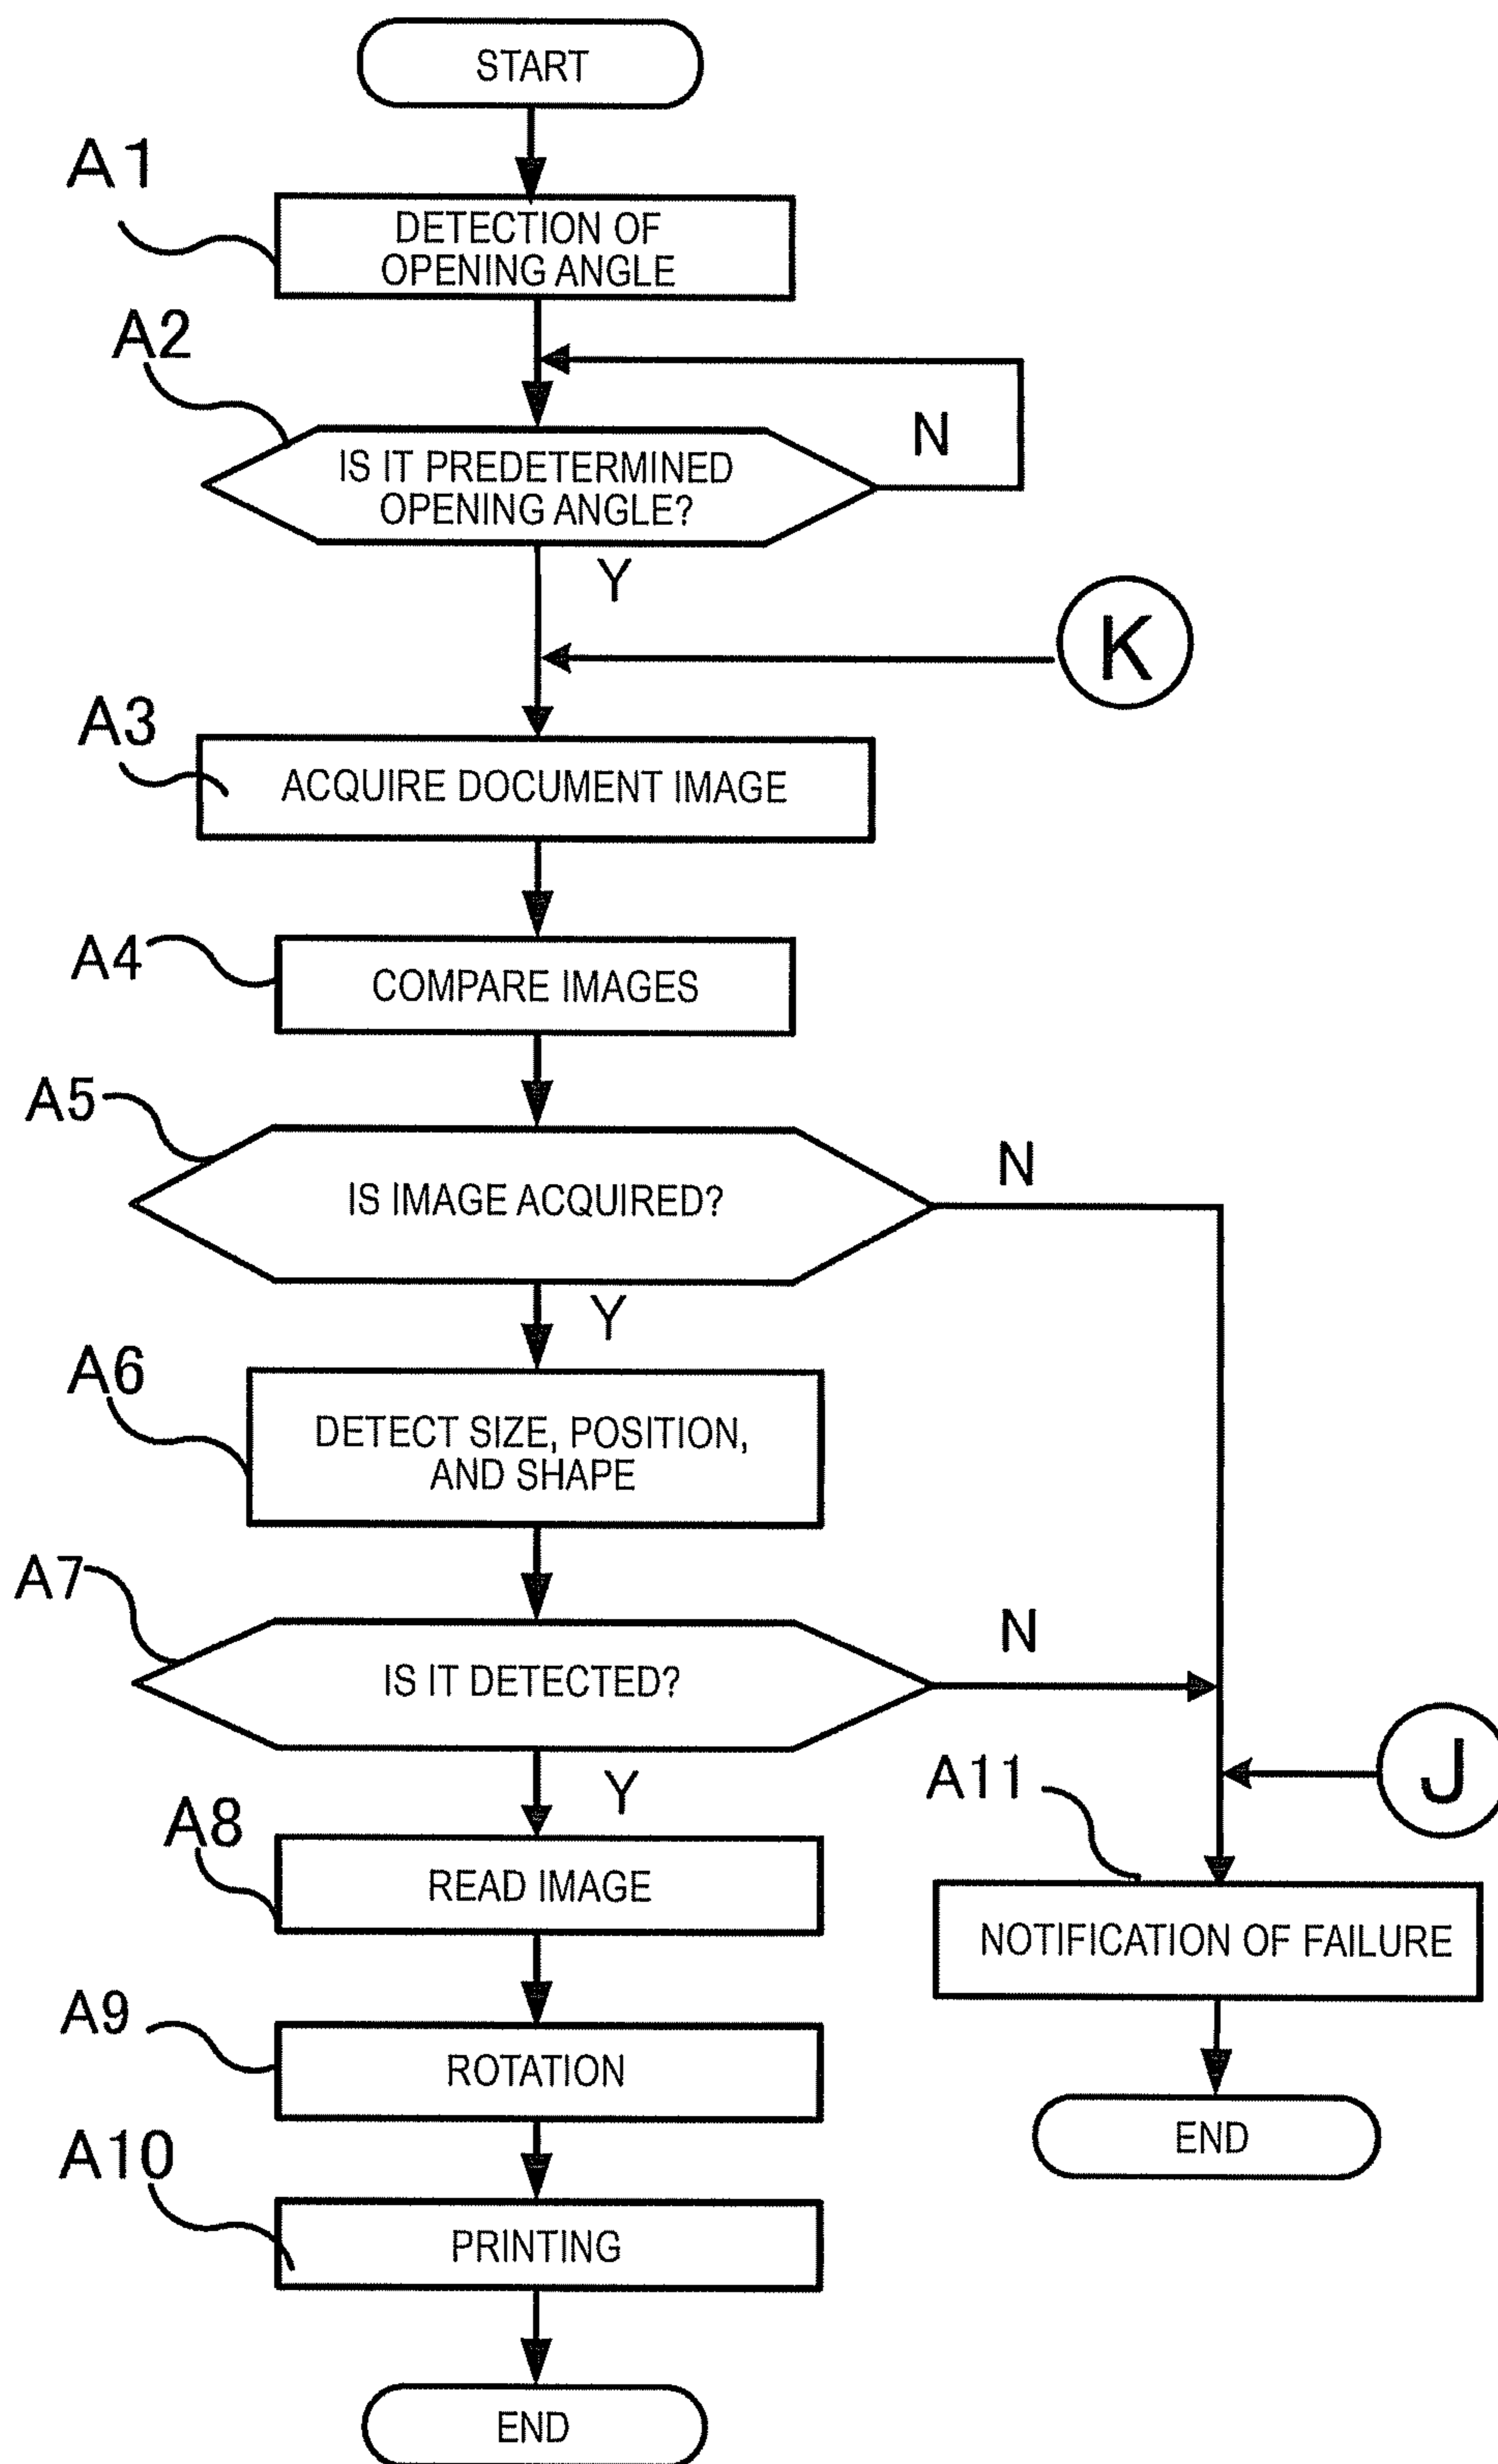 START
A1
DETECTION OF
OPENING ANGLE
A2
N
IS IT PREDETERMINED
OPENING ANGLE?
Y
K
A3
ACQUIRE DOCUMENT IMAGE
A4
COMPARE IMAGES
A5
N
IS IMAGE ACQUIRED?
Y
A6
DETECT SIZE, POSITION,
AND SHAPE
A7
N
IS IT DETECTED?
J
A11
Y
A8
READ IMAGE
NOTIFICATION OF FAILURE
A9
ROTATION
END
A10
PRINTING
END